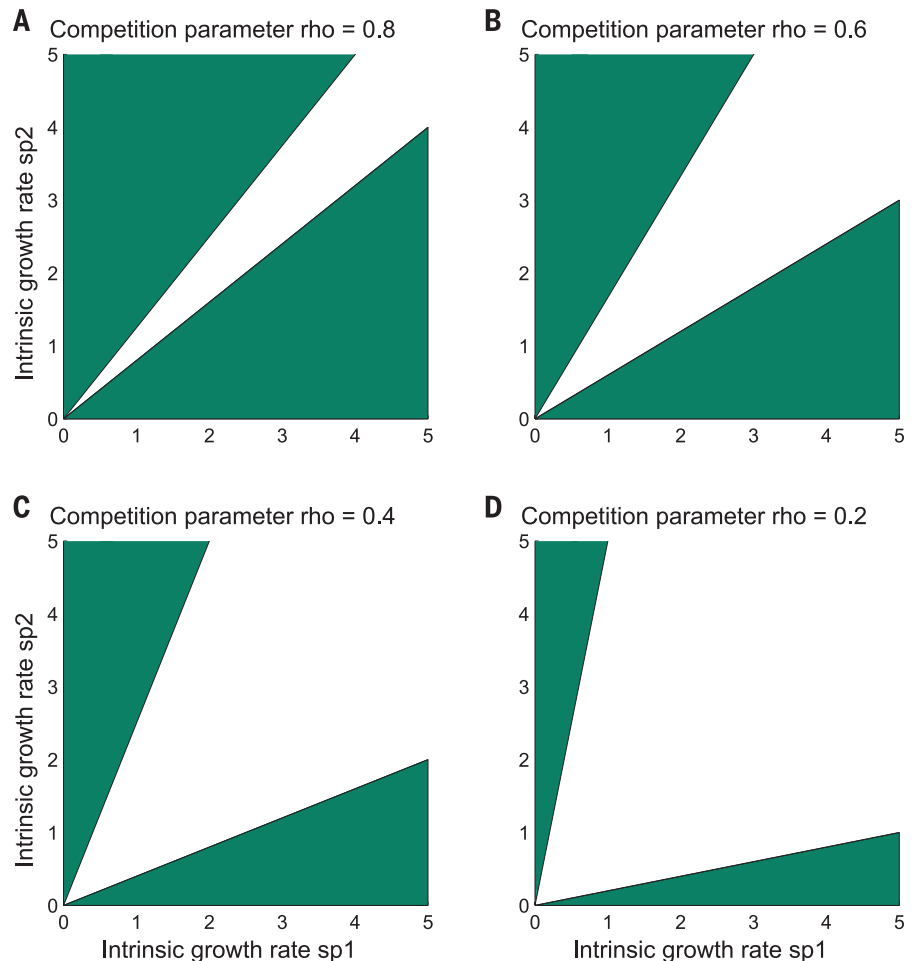 A Competition parameter rho = 0.8
5
4
3
2
1
0
0 1 2 3 4 5
Intrinsic growth rate sp2
B Competition parameter rho = 0.6
5
4
3
2
1
0
0 1 2 3 4 5
C Competition parameter rho = 0.4
5
4
3
2
1
0
0 1 2 3 4 5
Intrinsic growth rate sp2
Intrinsic growth rate sp1
D Competition parameter rho = 0.2
5
4
3
2
1
0
0 1 2 3 4 5
Intrinsic growth rate sp1